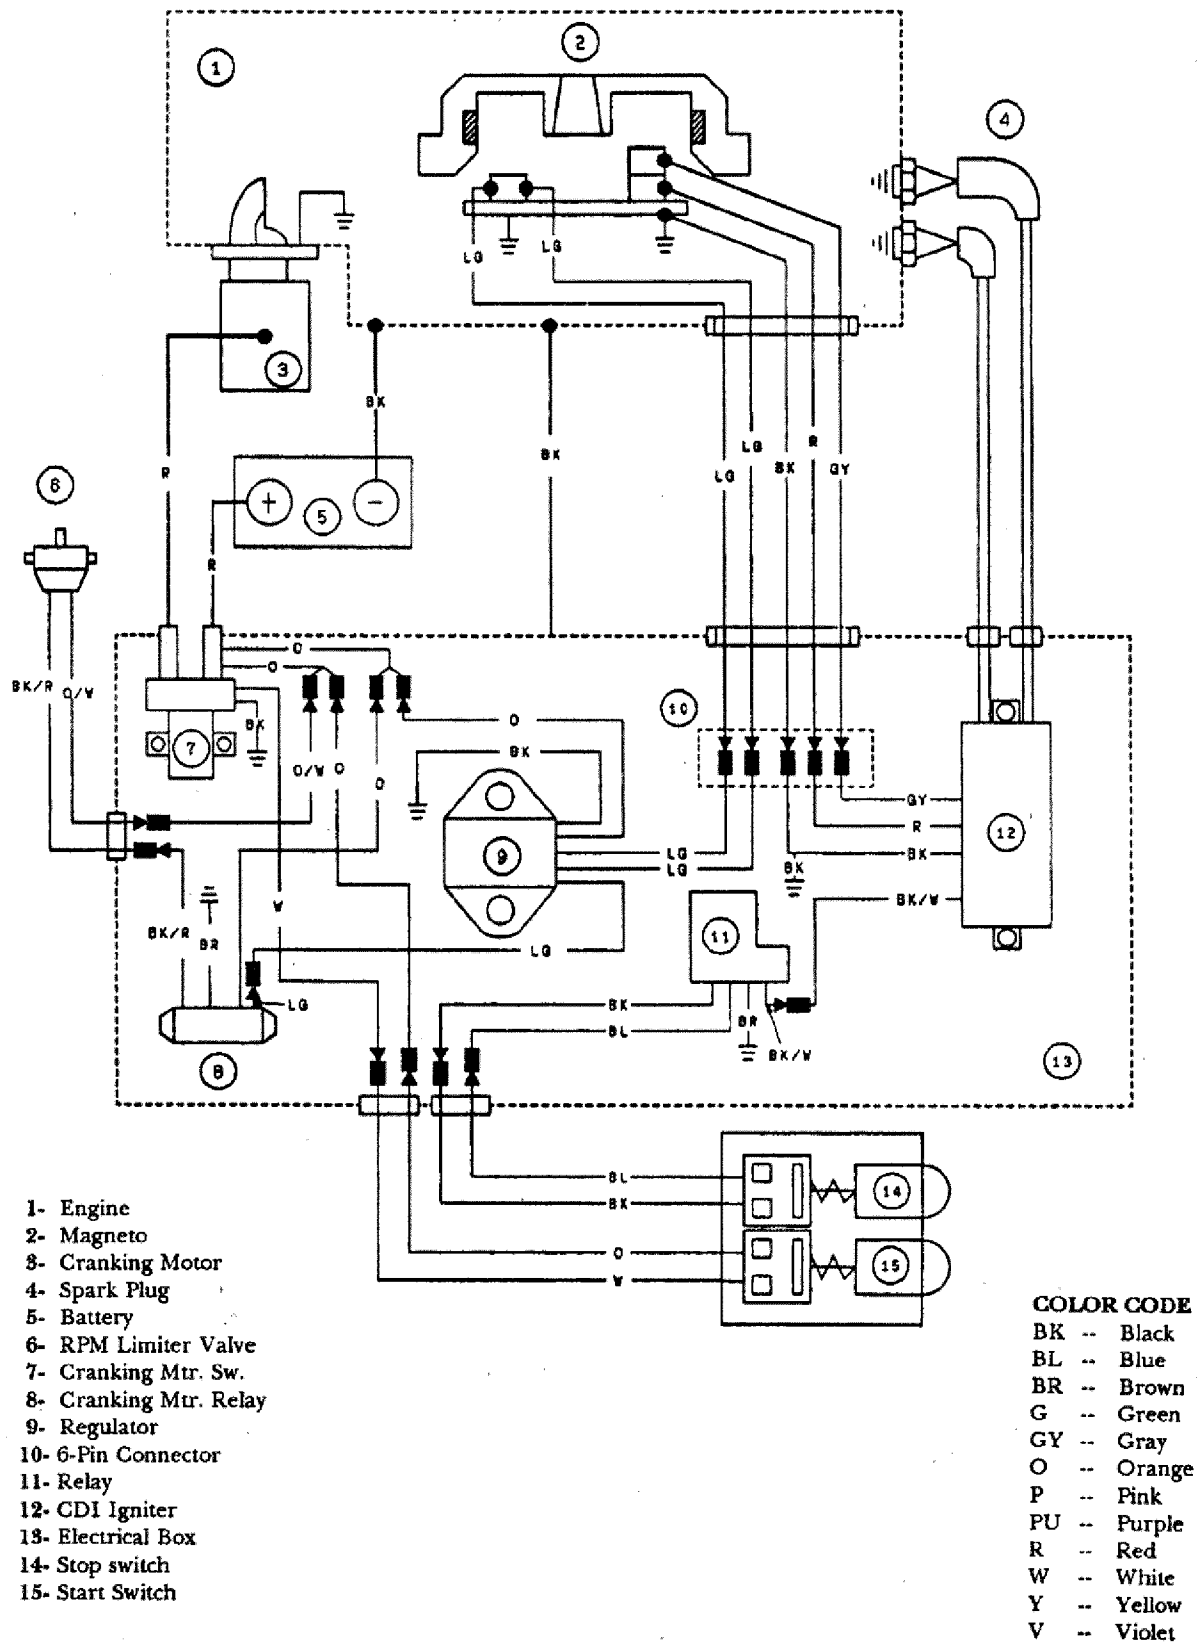 1
2
4
3
LG
LG
BK
R
BK
LG
LG
BK
R
GY
+
5
−
6
R
BK/R
O/W
O
O
BK
7
10
O
BK
O/W
O
O
GY
R
BK
12
9
LG
LG
BK
BK/W
W
BK/R
BR
11
LG
LG
BK
BL
BR
BK/W
8
13
BL
BK
14
O
W
15
1- Engine
2- Magneto
3- Cranking Motor
4- Spark Plug
5- Battery
6- RPM Limiter Valve
7- Cranking Mtr. Sw.
8- Cranking Mtr. Relay
9- Regulator
10- 6-Pin Connector
11- Relay
12- CDI Igniter
13- Electrical Box
14- Stop switch
15- Start Switch
COLOR CODE
BK -- Black
BL -- Blue
BR -- Brown
G -- Green
GY -- Gray
O -- Orange
P -- Pink
PU -- Purple
R -- Red
W -- White
Y -- Yellow
V -- Violet